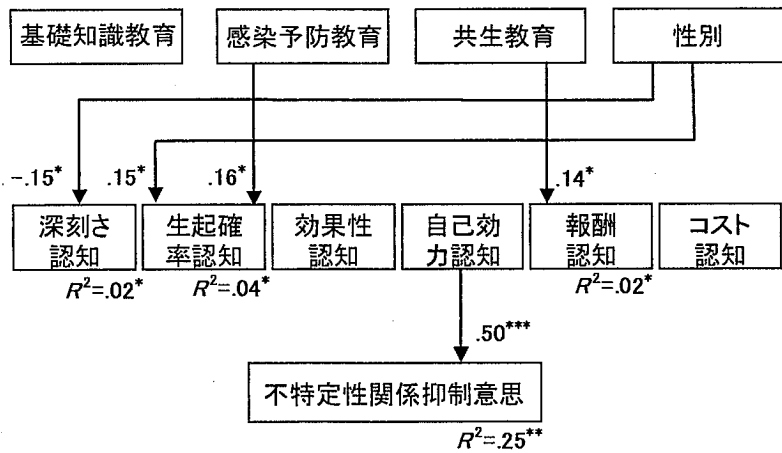 基礎知識教育 感染予防教育 共生教育 性別
-.15* .15* .16* .14*
深刻さ 生起確 効果性 自己効 報酬 コスト
認知 率認知 認知 力認知 認知 認知
R²=.02* R²=.04* R²=.02*
.50***
不特定性関係抑制意思
R²=.25**